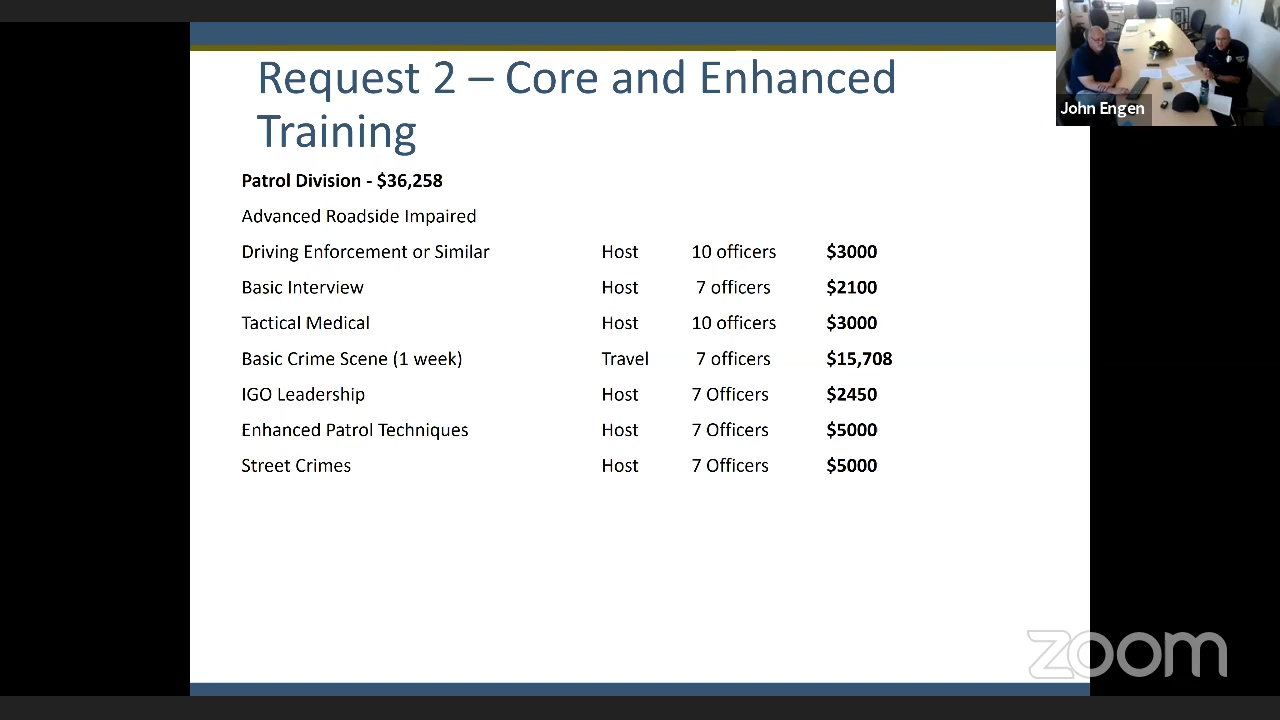 Request 2 – Core and Enhanced
Training
John Engen
Patrol Division - $36,258
Advanced Roadside Impaired
Driving Enforcement or Similar Host 10 officers $3000
Basic Interview Host 7 officers $2100
Tactical Medical Host 10 officers $3000
Basic Crime Scene (1 week) Travel 7 officers $15,708
IGO Leadership Host 7 Officers $2450
Enhanced Patrol Techniques Host 7 Officers $5000
Street Crimes Host 7 Officers $5000
zoom